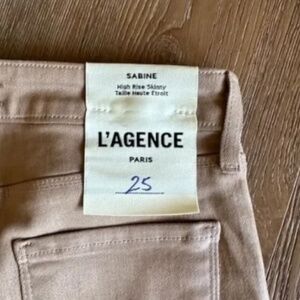 SABINE
High Rise Skinny
Taille Haute Étroit
L'AGENCE
PARIS
25